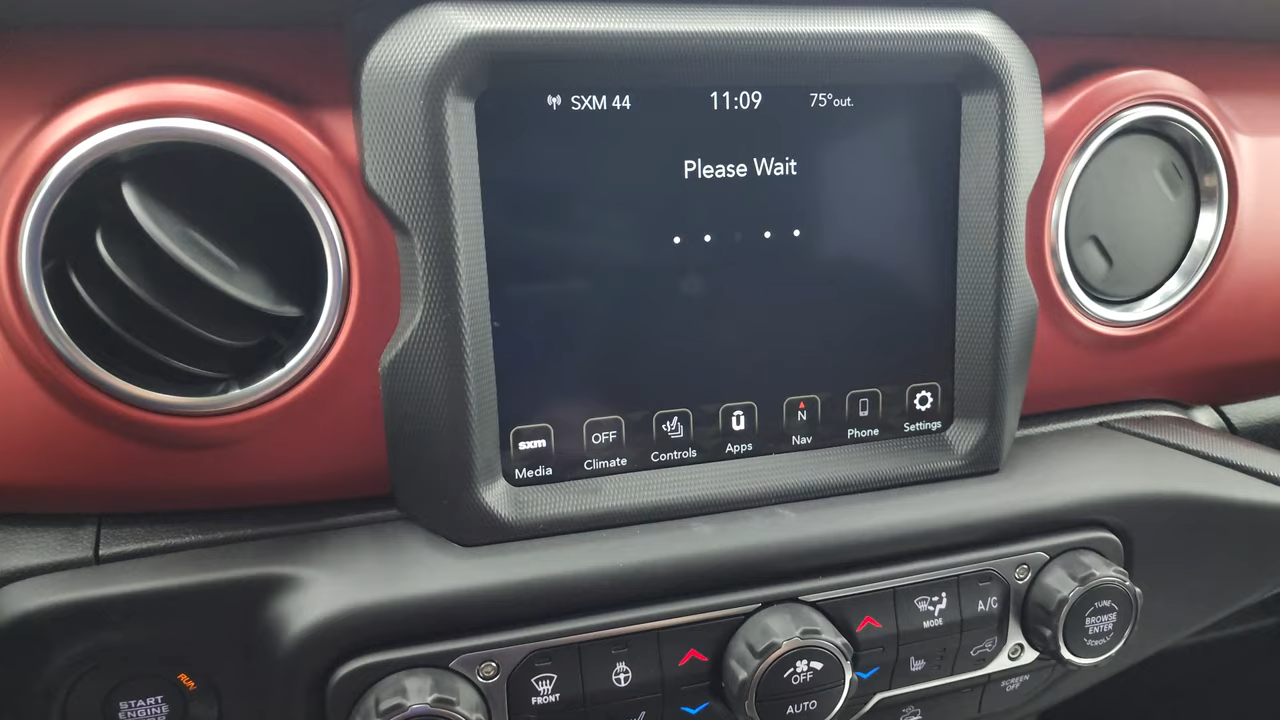 SXM 44 11:09 75°out.
Please Wait
sxm OFF N
Media Climate Controls Apps Nav Phone Settings
A/C
MODE
TUNE
BROWSE
ENTER
SCROLL
FRONT
OFF
AUTO
SCREEN
OFF
RUN
START
ENGINE